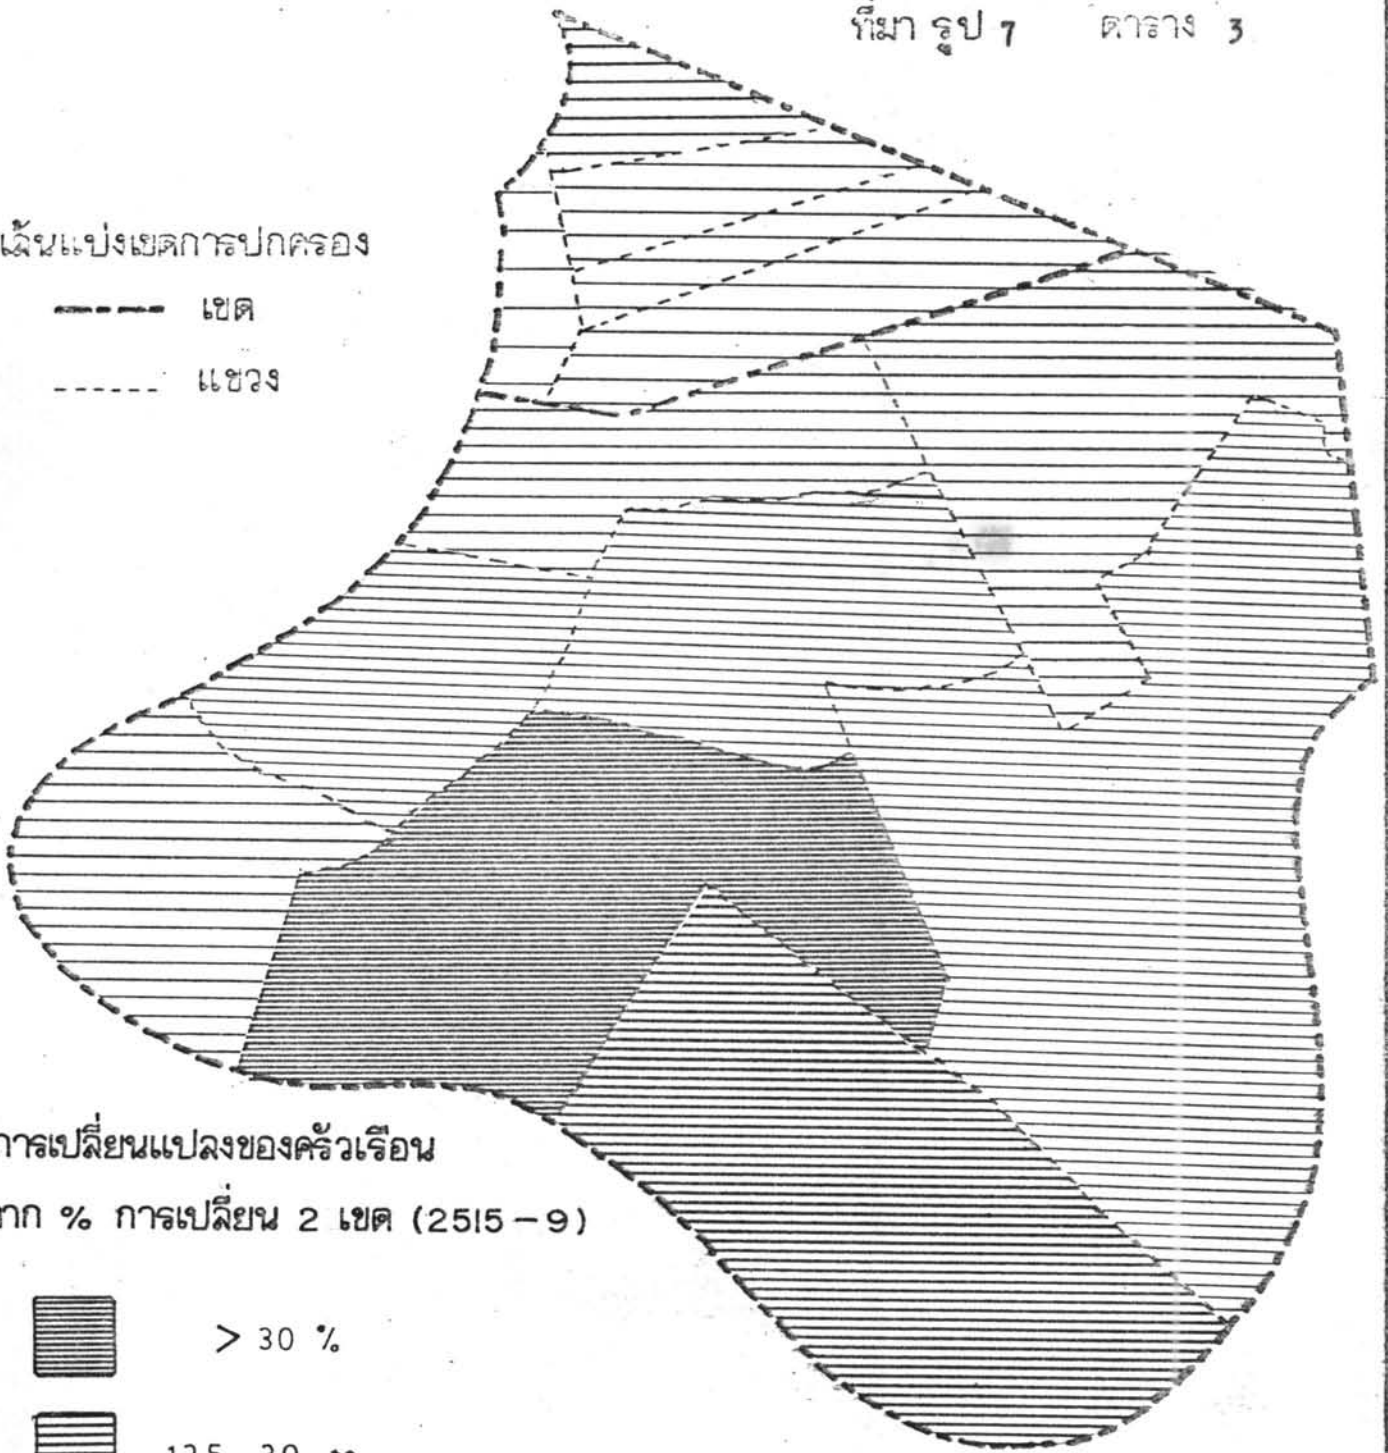 ที่มา รูป 7 ตาราง 3
เส้นแบ่งเขตการปกครอง
เขต
แขวง
การเปลี่ยนแปลงของครัวเรือน
จาก % การเปลี่ยน 2 เขต (2515-9)
> 30 %